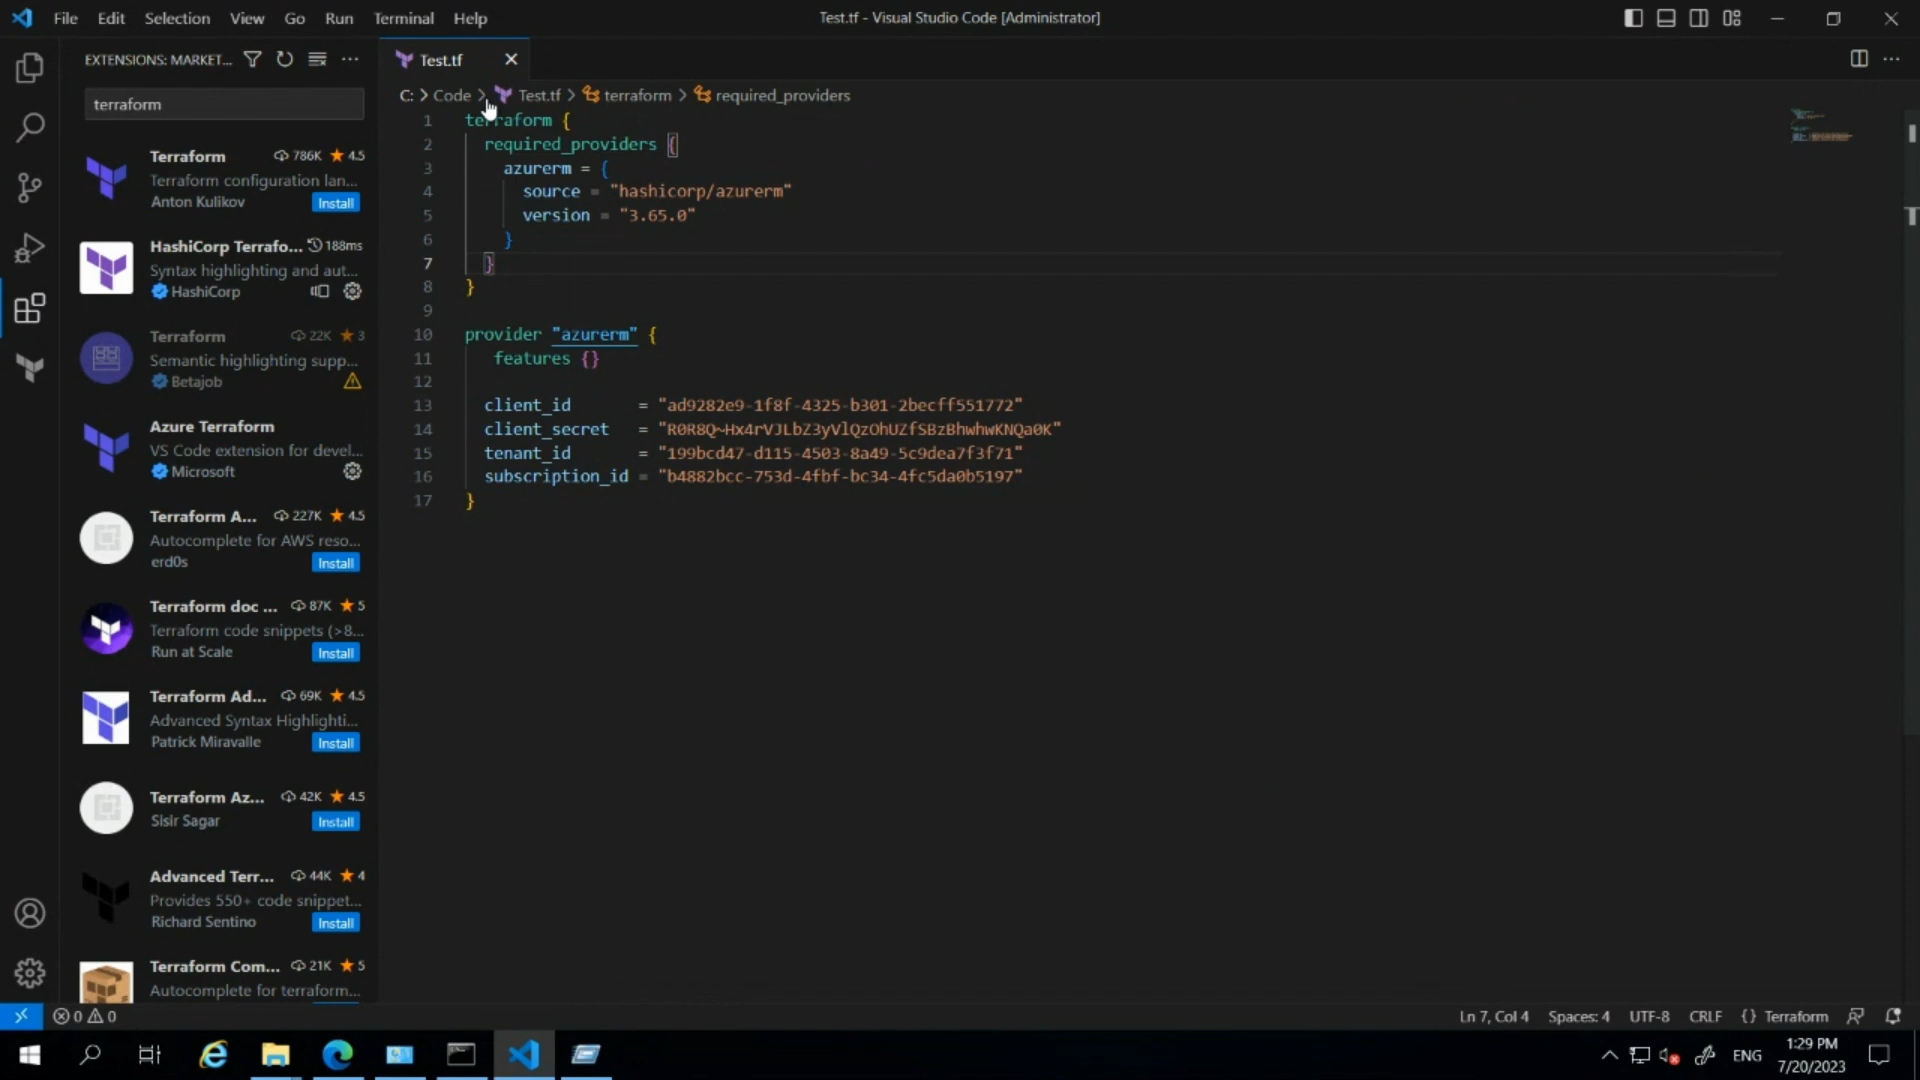 File Edit Selection View Go Run Terminal Help
Test.tf - Visual Studio Code [Administrator]
EXTENSIONS: MARKET...
Test.tf
terraform
C: > Code > Test.tf > terraform > required_providers
Terraform 786K 4.5
Terraform configuration lan...
Anton Kulikov Install
HashiCorp Terrafo... 188ms
Syntax highlighting and aut...
HashiCorp
Terraform 22K 3
Semantic highlighting supp...
Betajob
Azure Terraform
VS Code extension for devel...
Microsoft
Terraform A... 227K 4.5
Autocomplete for AWS reso...
erd0s Install
Terraform doc ... 87K 5
Terraform code snippets (>8...
Run at Scale Install
Terraform Ad... 69K 4.5
Advanced Syntax Highlighti...
Patrick Miravalle Install
Terraform Az... 42K 4.5
Sisir Sagar Install
Advanced Terr... 44K 4
Provides 550+ code snippet...
Richard Sentino Install
Terraform Com... 21K 5
Autocomplete for terraform...
1 terraform {
2 required_providers {
3 azurerm = {
4 source = "hashicorp/azurerm"
5 version = "3.65.0"
6 }
7 }
8 }
9
10 provider "azurerm" {
11 features {}
12
13 client_id = "ad9282e9-1f8f-4325-b301-2becff551772"
14 client_secret = "R0R8Q~Hx4rVJLbZ3yVlQzOhUZfSBzBhwhwKNQa0K"
15 tenant_id = "199bcd47-d115-4503-8a49-5c9dea7f3f71"
16 subscription_id = "b4882bcc-753d-4fbf-bc34-4fc5da0b5197"
17 }
0 0
Ln 7, Col 4 Spaces: 4 UTF-8 CRLF {} Terraform
ENG
1:29 PM
7/20/2023